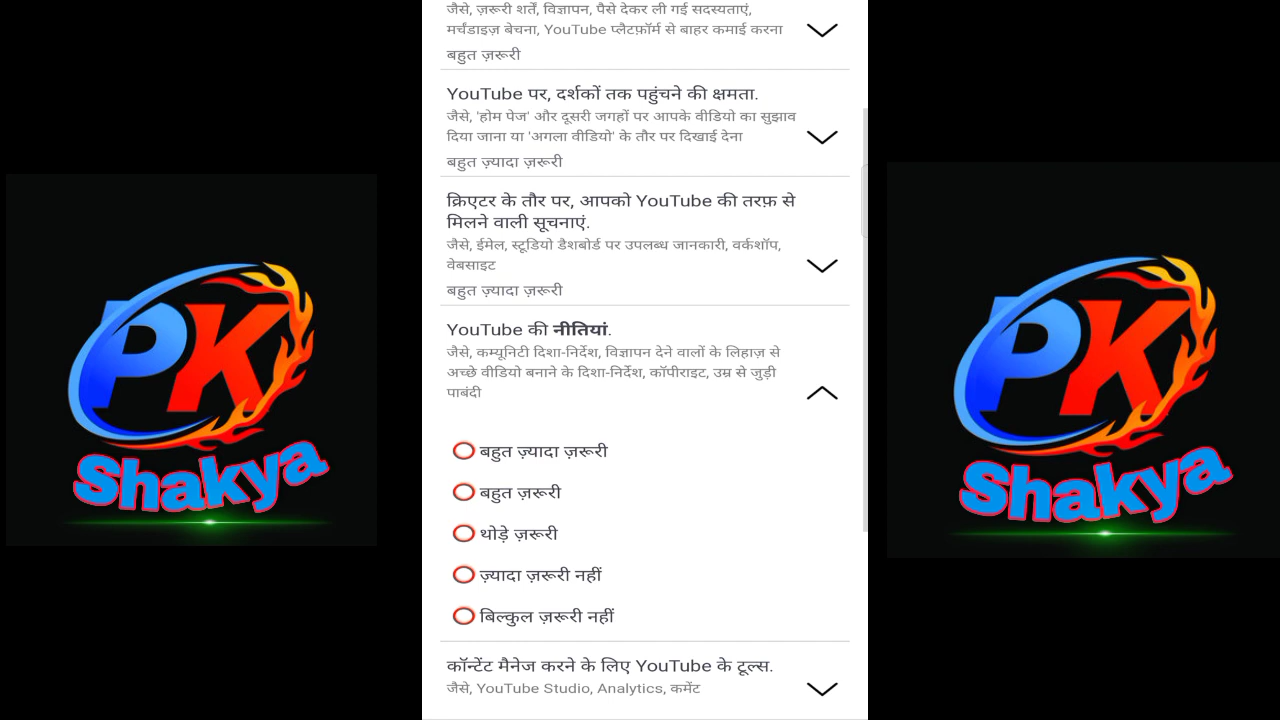 जैसे, ज़रूरी शर्तें, विज्ञापन, पैसे देकर ली गई सदस्यताएं,
मर्चेंडाइज़ बेचना, YouTube प्लैटफ़ॉर्म से बाहर कमाई करना
बहुत ज़रूरी
YouTube पर, दर्शकों तक पहुंचने की क्षमता.
जैसे, 'होम पेज' और दूसरी जगहों पर आपके वीडियो का सुझाव
दिया जाना या 'अगला वीडियो' के तौर पर दिखाई देना
बहुत ज़्यादा ज़रूरी
क्रिएटर के तौर पर, आपको YouTube की तरफ़ से
मिलने वाली सूचनाएं.
जैसे, ईमेल, स्टूडियो डैशबोर्ड पर उपलब्ध जानकारी, वर्कशॉप,
वेबसाइट
बहुत ज़्यादा ज़रूरी
YouTube की नीतियां.
जैसे, कम्यूनिटी दिशा-निर्देश, विज्ञापन देने वालों के लिहाज़ से
अच्छे वीडियो बनाने के दिशा-निर्देश, कॉपीराइट, उम्र से जुड़ी
पाबंदी
बहुत ज़्यादा ज़रूरी
बहुत ज़रूरी
थोड़े ज़रूरी
ज़्यादा ज़रूरी नहीं
बिल्कुल ज़रूरी नहीं
कॉन्टेंट मैनेज करने के लिए YouTube के टूल्स.
जैसे, YouTube Studio, Analytics, कमेंट
PK
Shakya
PK
Shakya